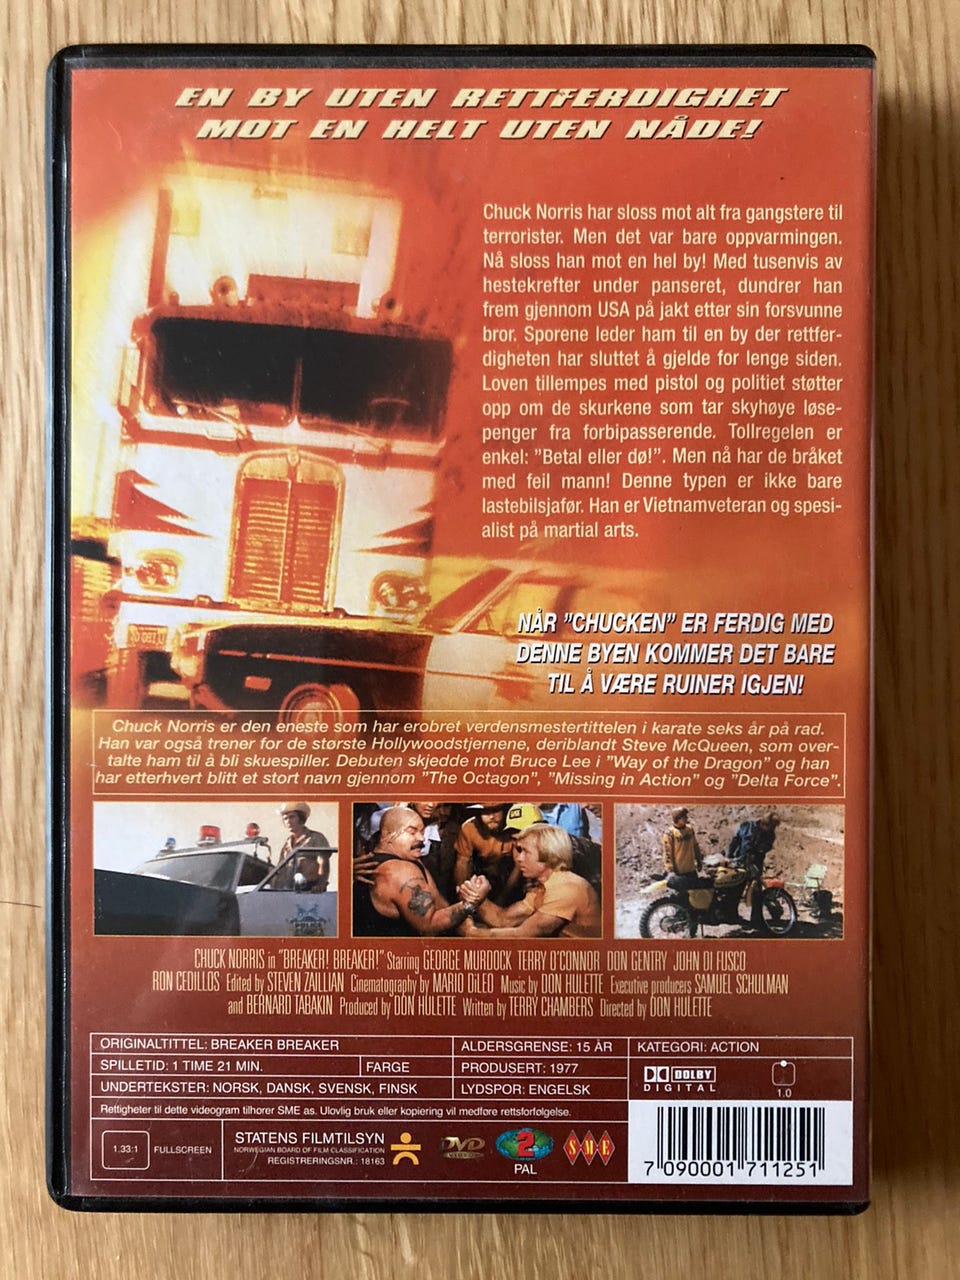 EN BY UTEN RETTFERDIGHET
MOT EN HELT UTEN NÅDE!
Chuck Norris har sloss mot alt fra gangstere til
terrorister. Men det var bare oppvarmingen.
Nå sloss han mot en hel by! Med tusenvis av
hestekrefter under panseret, dundrer han
frem gjennom USA på jakt etter sin forsvunne
bror. Sporene leder ham til en by der rettfer-
digheten har sluttet å gjelde for lenge siden.
Loven tillempes med pistol og politiet støtter
opp om de skurkene som tar skyhøye løse-
penger fra forbipasserende. Tollregelen er
enkel: ”Betal eller dø!”. Men nå har de bråket
med feil mann! Denne typen er ikke bare
lastebilsjafør. Han er Vietnamveteran og spesi-
alist på martial arts.
NÅR ”CHUCKEN” ER FERDIG MED
DENNE BYEN KOMMER DET BARE
TIL Å VÆRE RUINER IGJEN!
Chuck Norris er den eneste som har erobret verdensmestertittelen i karate seks år på rad.
Han var også trener for de største Hollywoodstjernene, deriblandt Steve McQueen, som over-
talte ham til å bli skuespiller. Debuten skjedde mot Bruce Lee i ”Way of the Dragon” og han
har etterhvert blitt et stort navn gjennom ”The Octagon”, ”Missing in Action” og ”Delta Force”.
POLICE
CHUCK NORRIS in ”BREAKER! BREAKER!” Starring GEORGE MURDOCK TERRY O'CONNOR DON GENTRY JOHN DI FUSCO
RON CEDILLOS Edited by STEVEN ZAILLIAN Cinematography by MARIO DiLEO Music by DON HULETTE Executive producers SAMUEL SCHULMAN
and BERNARD TABAKIN Produced by DON HULETTE Written by TERRY CHAMBERS Directed by DON HULETTE
ORIGINALTITTEL: BREAKER BREAKER
ALDERSGRENSE: 15 ÅR
KATEGORI: ACTION
SPILLETID: 1 TIME 21 MIN.
FARGE
PRODUSERT: 1977
UNDERTEKSTER: NORSK, DANSK, SVENSK, FINSK
LYDSPOR: ENGELSK
DOLBY
DIGITAL
1.0
Rettigheter til dette videogram tilhorer SME as. Ulovlig bruk eller kopiering vil medføre rettsforfølgelse.
1.33:1
FULLSCREEN
STATENS FILMTILSYN
NORWEGIAN BOARD OF FILM CLASSIFICATION
REGISTRERINGSNR.: 18163
DVD
VIDEO
2
PAL
SME
7 090001 711251